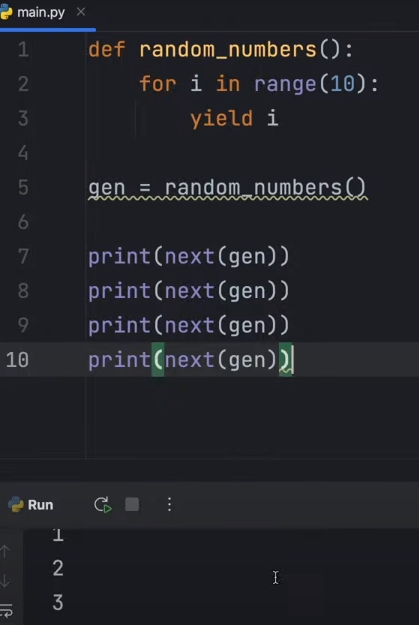 main.py
1 def random_numbers():
2     for i in range(10):
3         yield i
4
5 gen = random_numbers()
6
7 print(next(gen))
8 print(next(gen))
9 print(next(gen))
10 print(next(gen))
Run
1
2
3